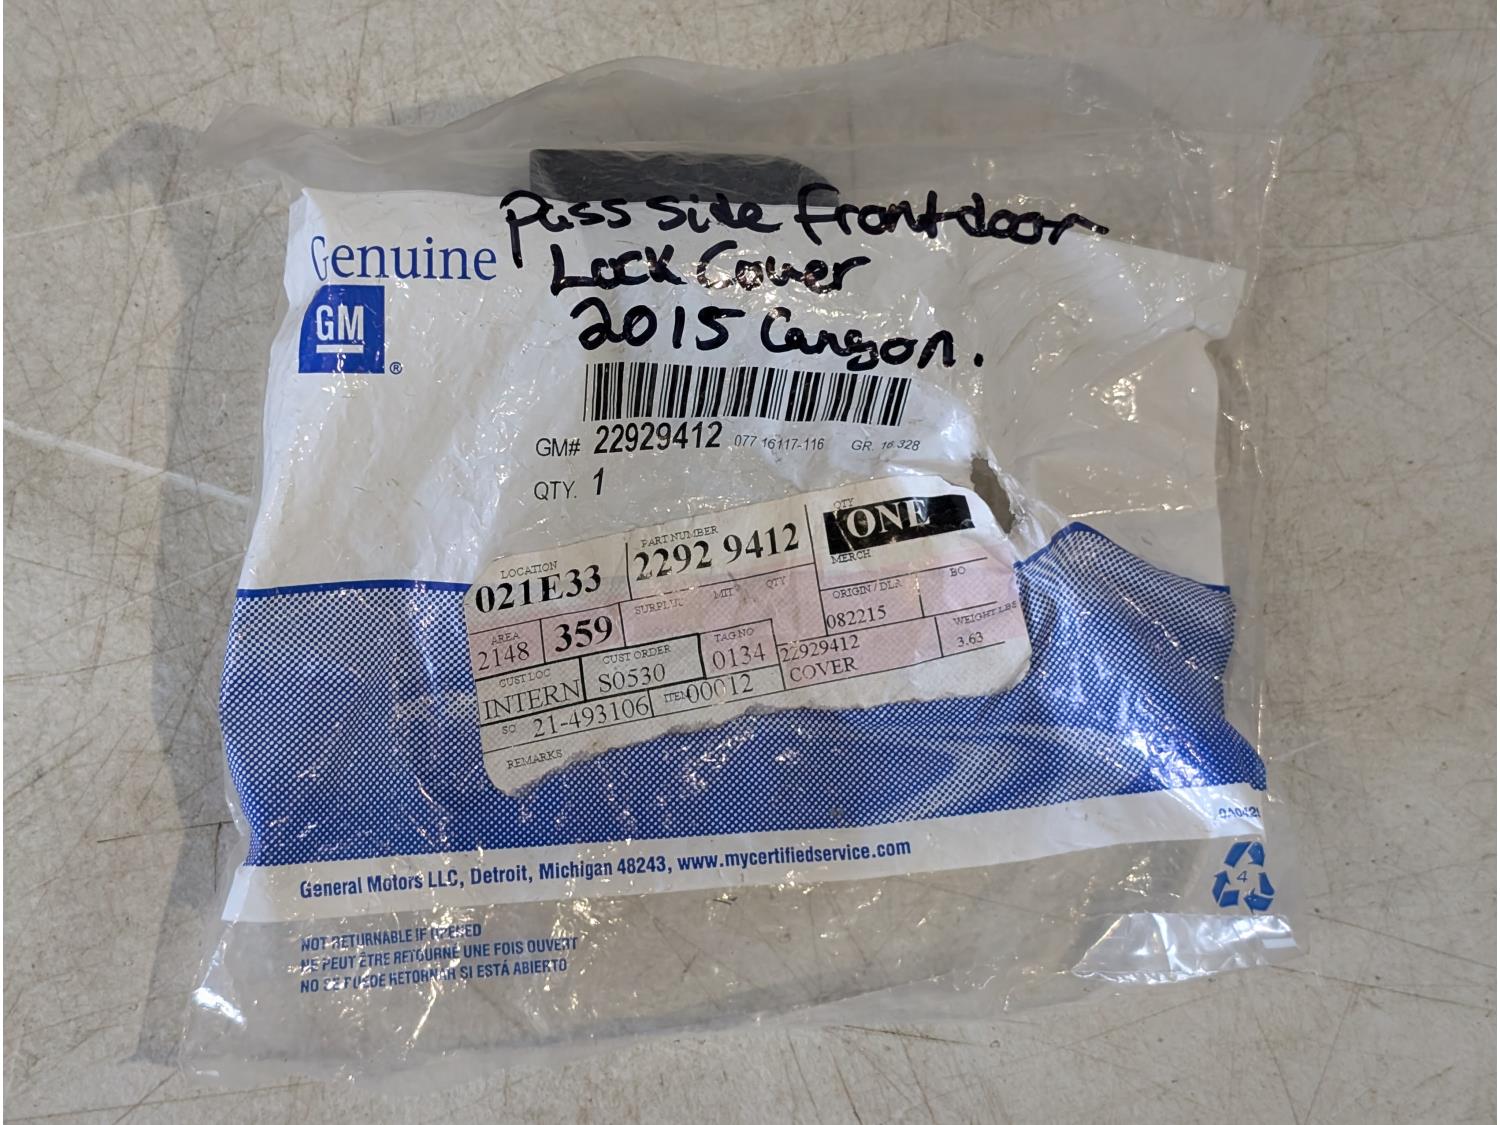 Pass side front door
Lock Cover
2015 Canyon.
Genuine
GM
®
GM# 22929412 077 16117-116 GR. 16.328
QTY. 1
LOCATION PART NUMBER QTY
021E33 2292 9412 ONE
MERCH
AREA SURPLUS MIT QTY ORIGIN / DLA BO
2148 359 082215
CUST LOC CUST ORDER TAG NO 22929412 WEIGHT LBS
INTERN S0530 0134 COVER 3.63
SO 21-493106 ITEM 00012
REMARKS
General Motors LLC, Detroit, Michigan 48243, www.mycertifiedservice.com
4
NOT RETURNABLE IF OPENED
NE PEUT ÊTRE RETOURNÉ UNE FOIS OUVERT
NO SE PUEDE RETORNAR SI ESTÁ ABIERTO